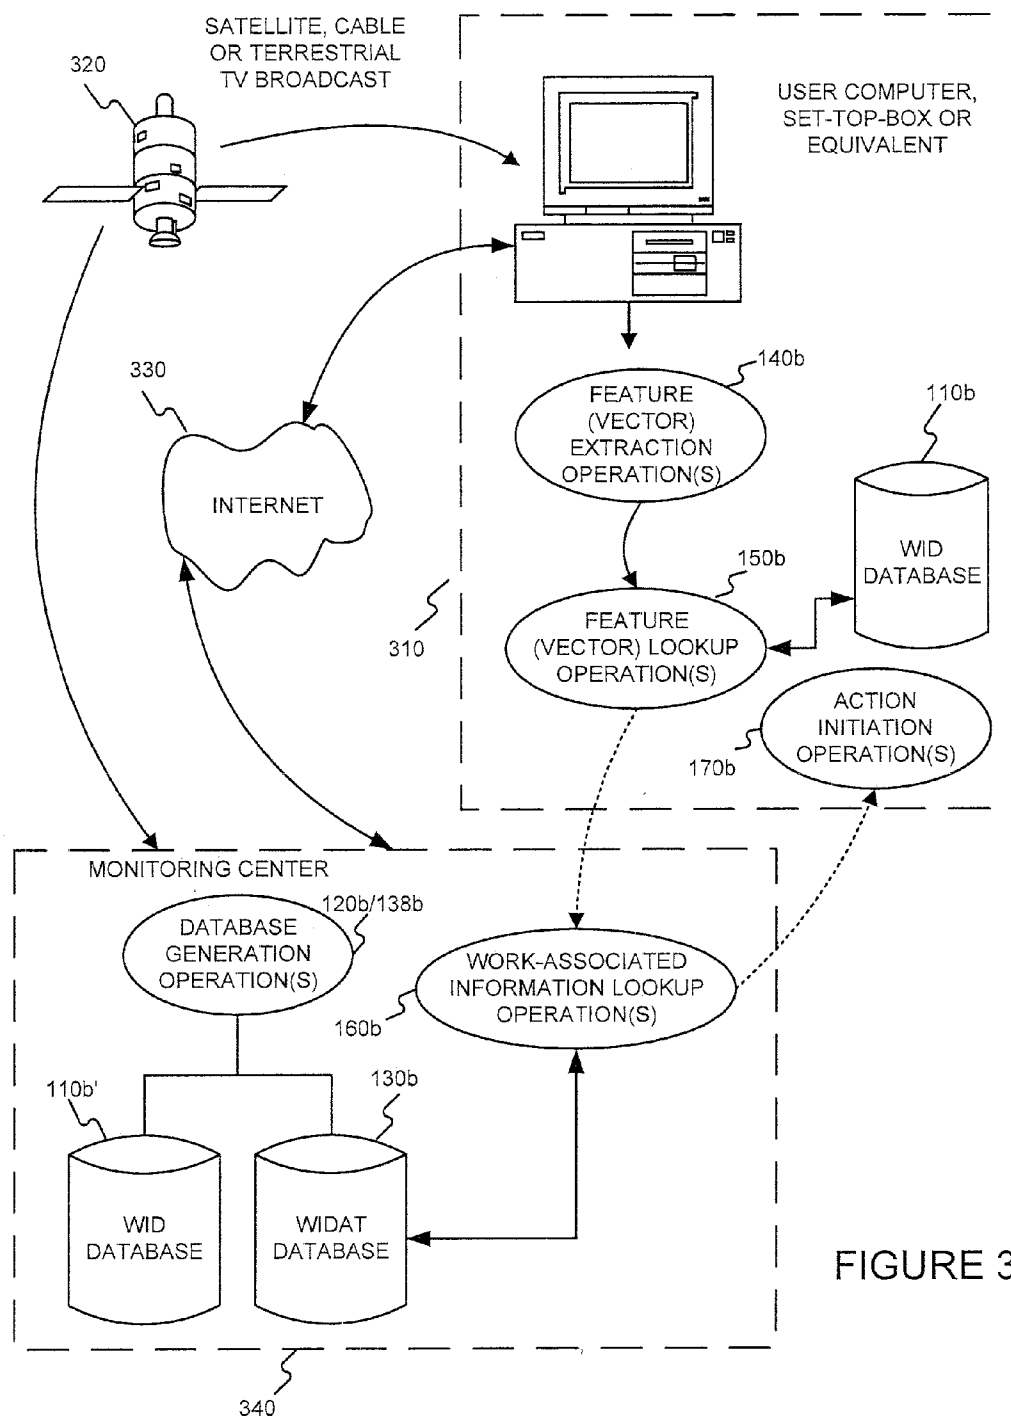 SATELLITE, CABLE
OR TERRESTRIAL
TV BROADCAST
320
USER COMPUTER,
SET-TOP-BOX OR
EQUIVALENT
330
INTERNET
140b
FEATURE
(VECTOR)
EXTRACTION
OPERATION(S)
110b
WID
DATABASE
150b
FEATURE
(VECTOR) LOOKUP
OPERATION(S)
310
ACTION
INITIATION
OPERATION(S)
170b
MONITORING CENTER
120b/138b
DATABASE
GENERATION
OPERATION(S)
WORK-ASSOCIATED
INFORMATION LOOKUP
OPERATION(S)
160b
110b'
130b
WID
DATABASE
WIDAT
DATABASE
FIGURE 3
340